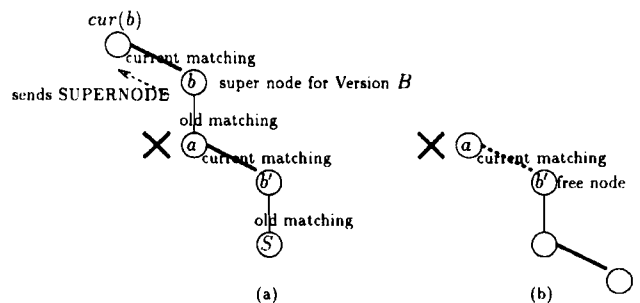 cur(b)
current matching
b super node for Version B
sends SUPERNODE
old matching
a
current matching
b'
old matching
S
(a)
a
current matching
b' free node
(b)